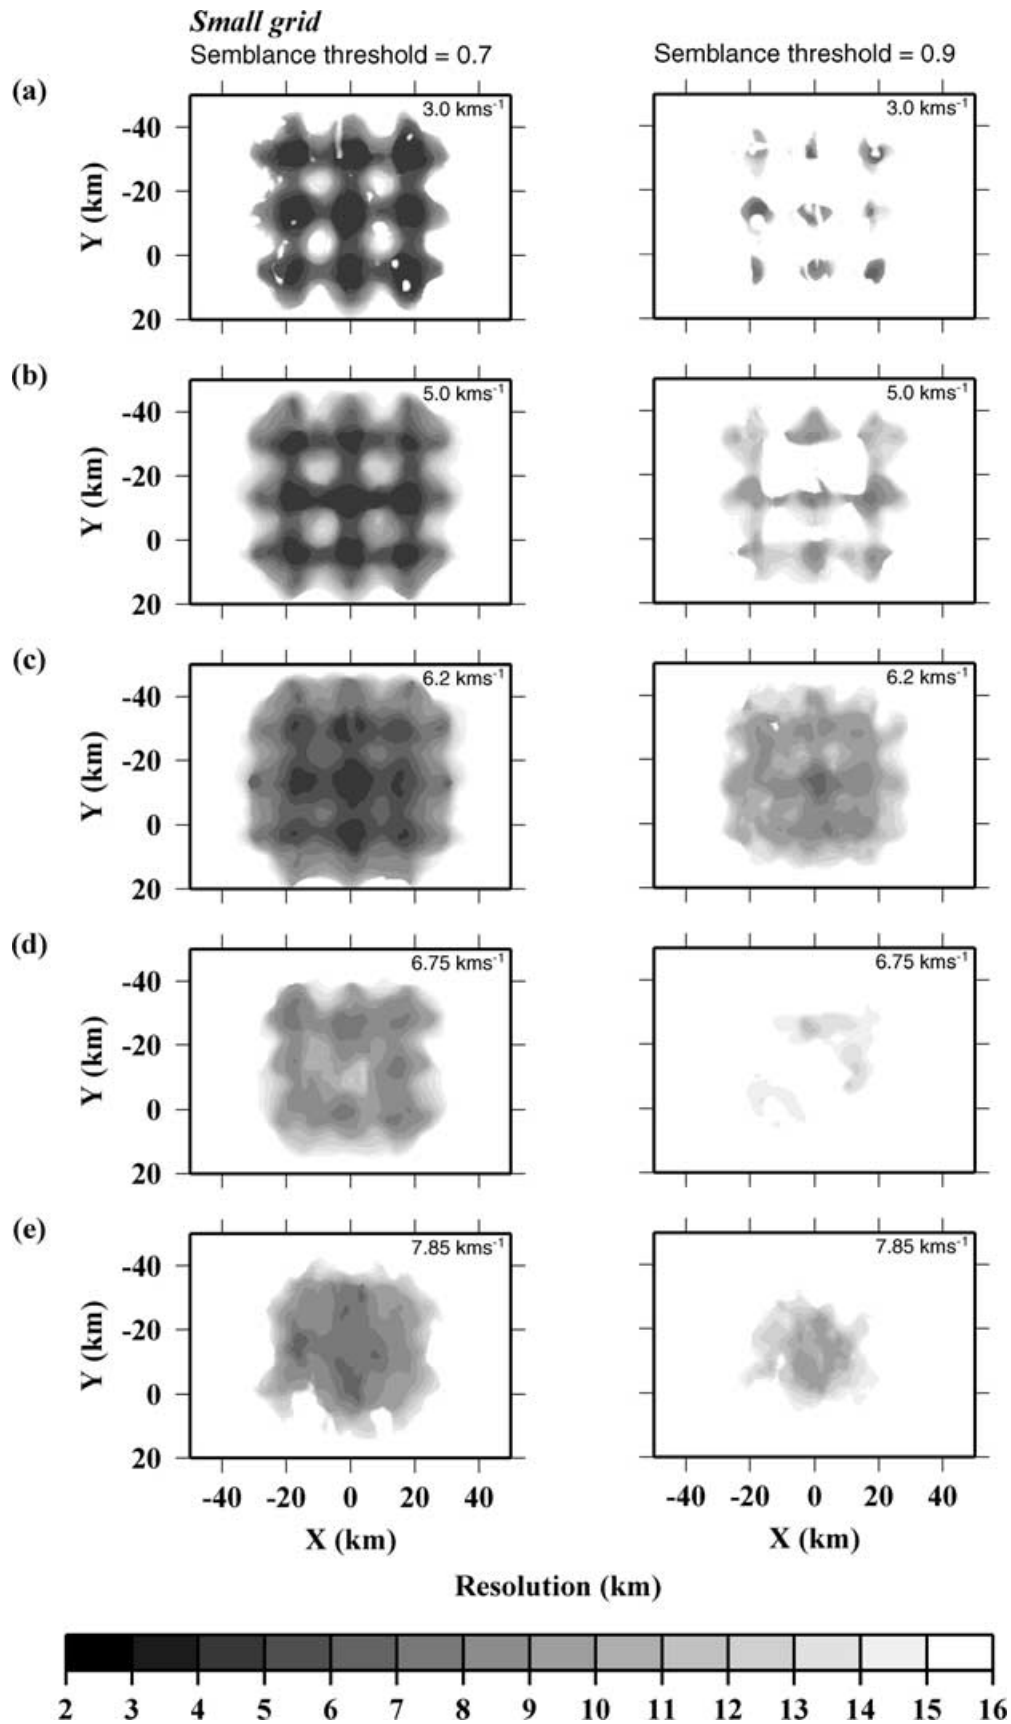 Small grid
Semblance threshold = 0.7
Semblance threshold = 0.9
(a)
3.0 kms-1
3.0 kms-1
-40
-20
0
20
Y (km)
(b)
5.0 kms-1
5.0 kms-1
-40
-20
0
20
Y (km)
(c)
6.2 kms-1
6.2 kms-1
-40
-20
0
20
Y (km)
(d)
6.75 kms-1
6.75 kms-1
-40
-20
0
20
Y (km)
(e)
7.85 kms-1
7.85 kms-1
-40
-20
0
20
Y (km)
-40 -20 0 20 40
-40 -20 0 20 40
X (km)
X (km)
Resolution (km)
2 3 4 5 6 7 8 9 10 11 12 13 14 15 16